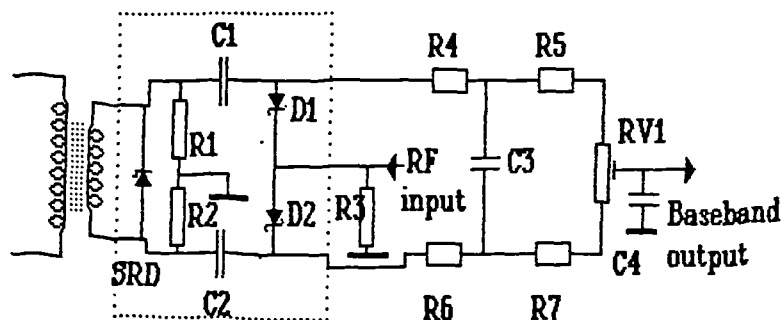 C1
R4
R5
D1
R1
RV1
RF
input
C3
R2
D2
R3
Baseband
output
SRD
C2
R6
R7
C4